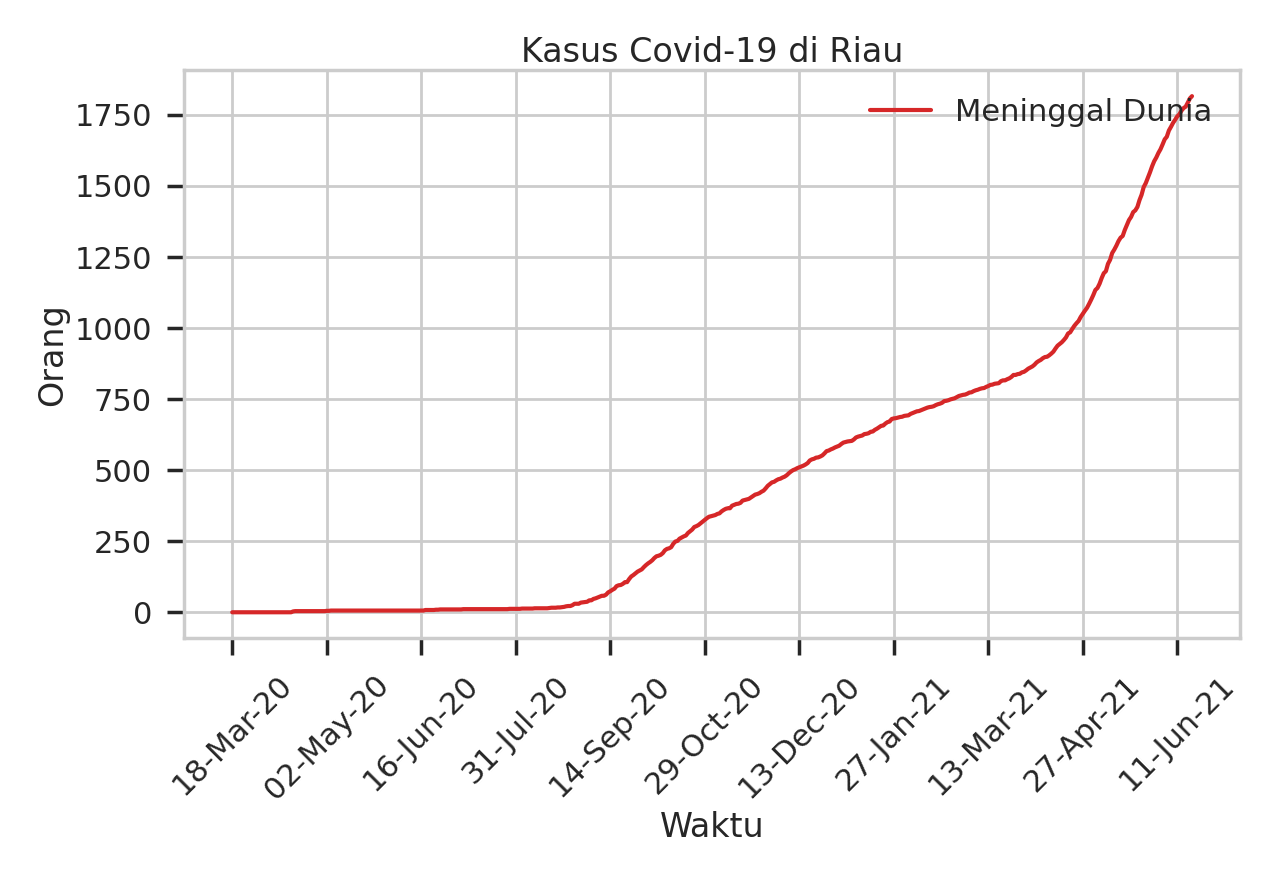 Kasus Covid-19 di Riau
Meninggal Dunia
1750
1500
1250
1000
750
500
250
0
Orang
18-Mar-20
02-May-20
16-Jun-20
31-Jul-20
14-Sep-20
29-Oct-20
13-Dec-20
27-Jan-21
13-Mar-21
27-Apr-21
11-Jun-21
Waktu